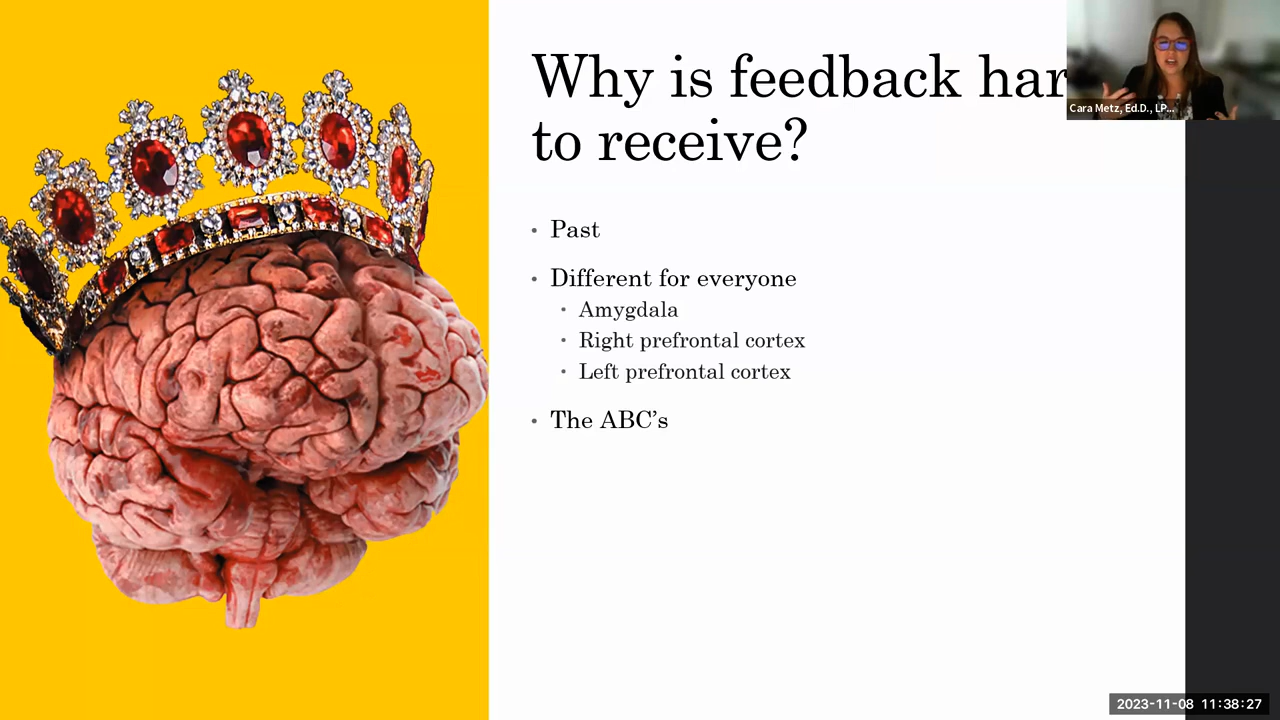 Why is feedback har
to receive?
Cara Metz, Ed.D., LP...
• Past
• Different for everyone
• Amygdala
• Right prefrontal cortex
• Left prefrontal cortex
• The ABC’s
2023-11-08 11:38:27